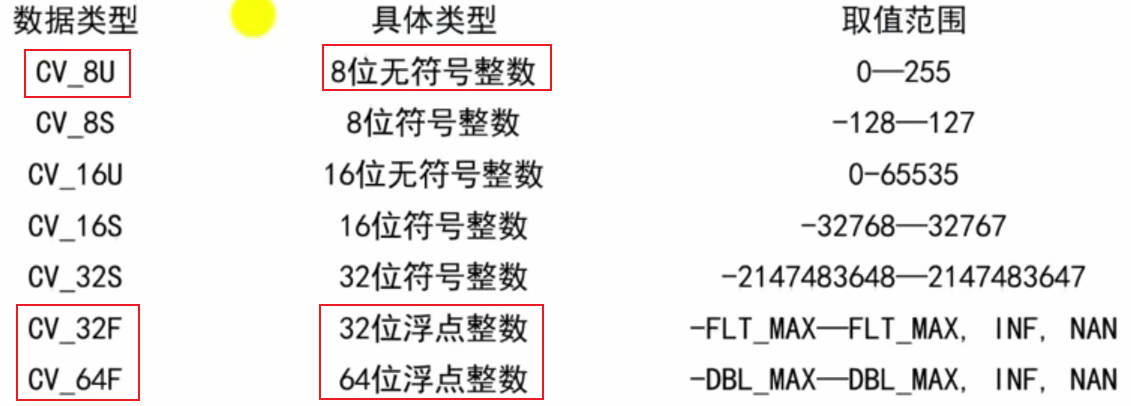 数据类型 具体类型 取值范围
CV_8U 8位无符号整数 0—255
CV_8S 8位符号整数 -128—127
CV_16U 16位无符号整数 0-65535
CV_16S 16位符号整数 -32768—32767
CV_32S 32位符号整数 -2147483648—2147483647
CV_32F 32位浮点整数 -FLT_MAX—FLT_MAX, INF, NAN
CV_64F 64位浮点整数 -DBL_MAX—DBL_MAX, INF, NAN